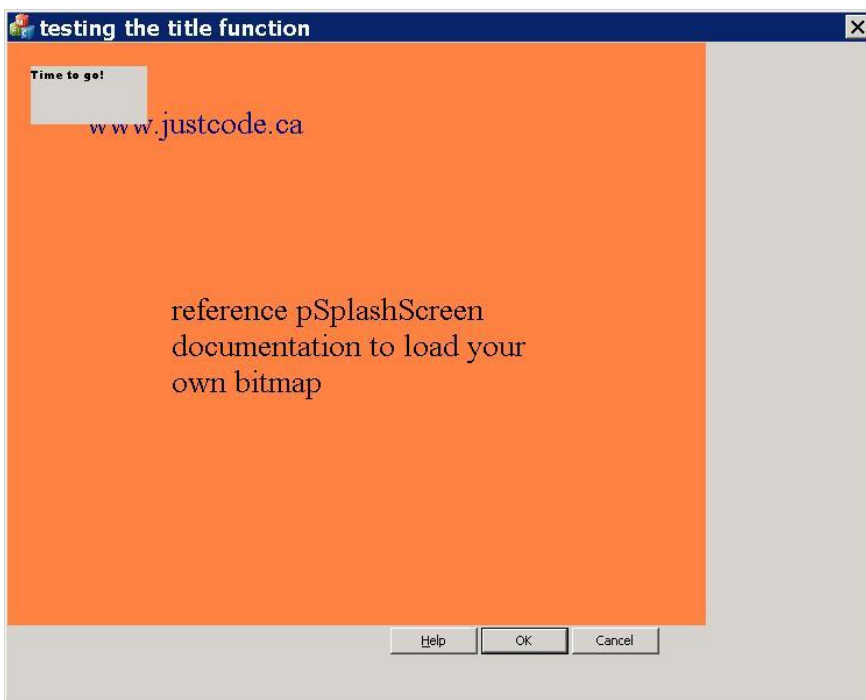 testing the title function
Time to go!
www.justcode.ca
reference pSplashScreen
documentation to load your
own bitmap
Help
OK
Cancel